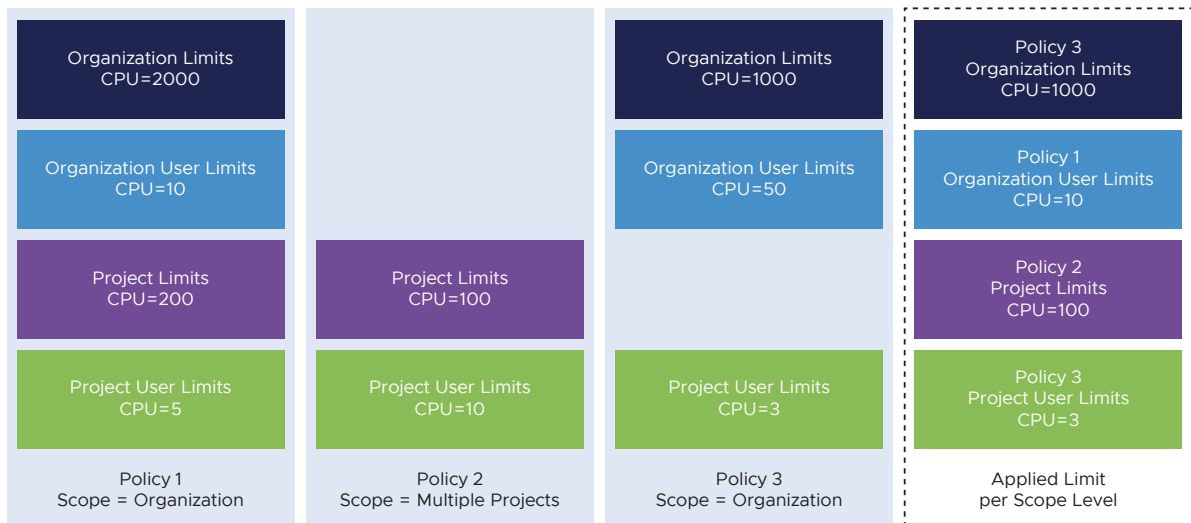 Organization Limits
CPU=2000
Organization User Limits
CPU=10
Project Limits
CPU=200
Project User Limits
CPU=5
Policy 1
Scope = Organization
Project Limits
CPU=100
Project User Limits
CPU=10
Policy 2
Scope = Multiple Projects
Organization Limits
CPU=1000
Organization User Limits
CPU=50
Project User Limits
CPU=3
Policy 3
Scope = Organization
Policy 3
Organization Limits
CPU=1000
Policy 1
Organization User Limits
CPU=10
Policy 2
Project Limits
CPU=100
Policy 3
Project User Limits
CPU=3
Applied Limit
per Scope Level